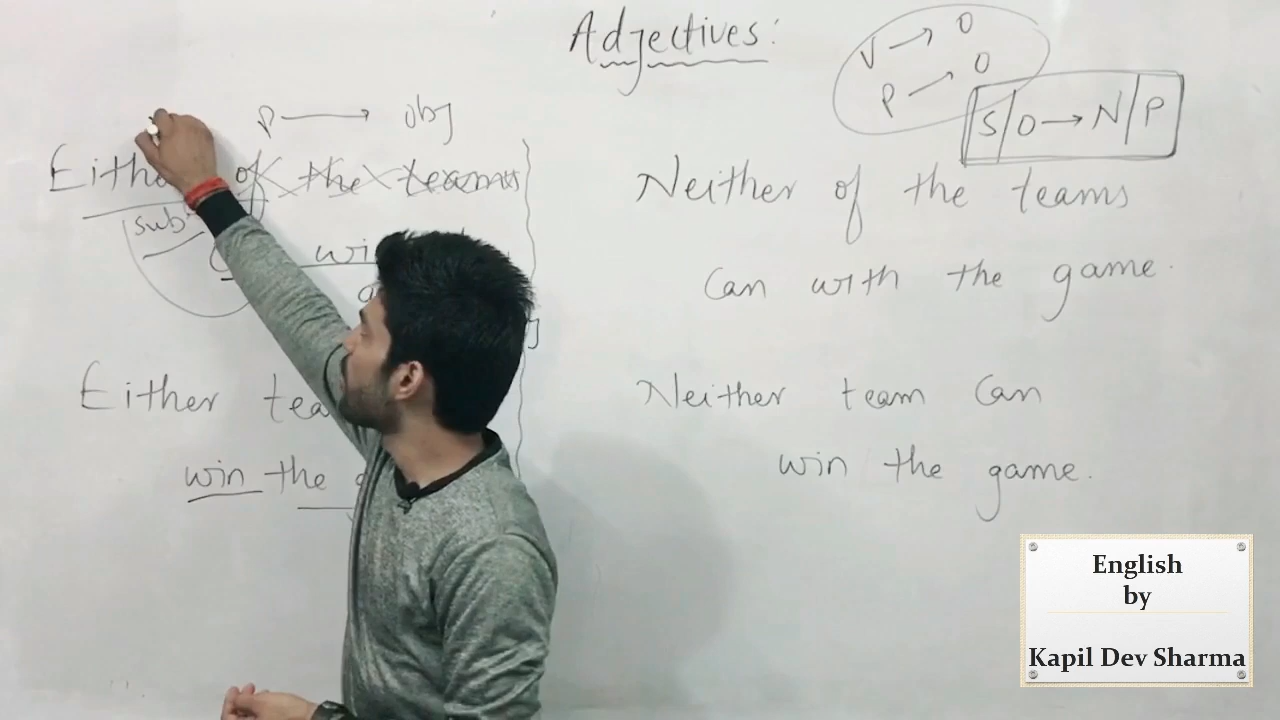 Adjectives:
V → O
P → O
S/O → N/P
P → obj
Either of the teams
sub
win
Either
win the
Neither of the teams
Can with the game.
Neither team Can
win the game.
English
by
Kapil Dev Sharma